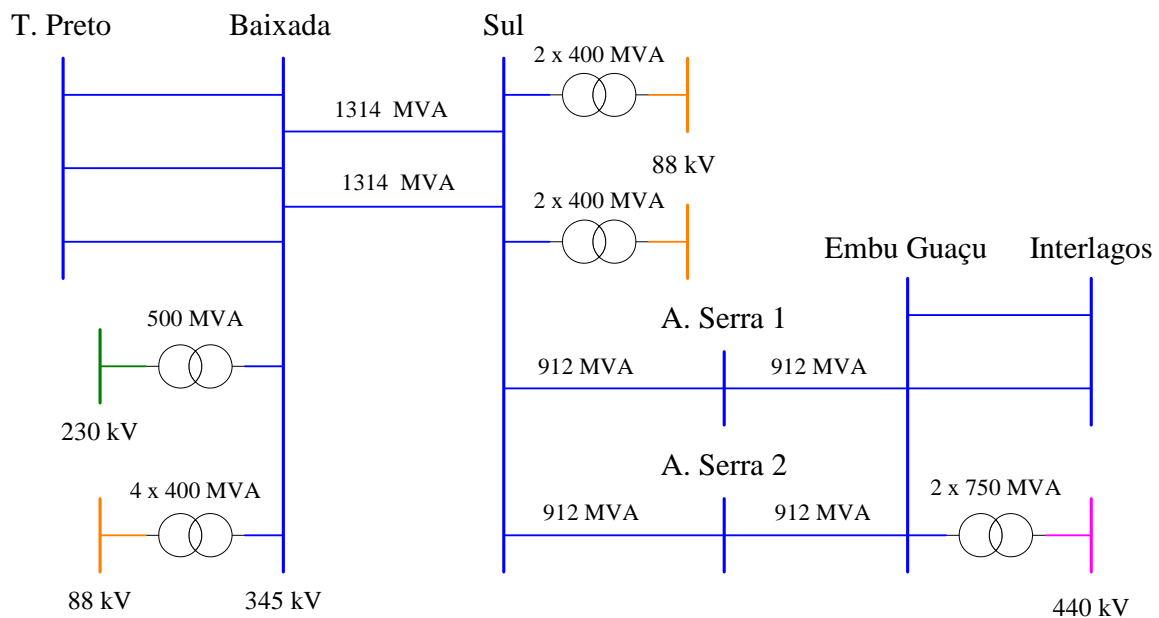 T. Preto
Baixada
Sul
2 x 400 MVA
1314 MVA
88 kV
1314 MVA
2 x 400 MVA
Embu Guaçu
Interlagos
500 MVA
A. Serra 1
912 MVA
912 MVA
230 kV
A. Serra 2
4 x 400 MVA
2 x 750 MVA
912 MVA
912 MVA
88 kV
345 kV
440 kV